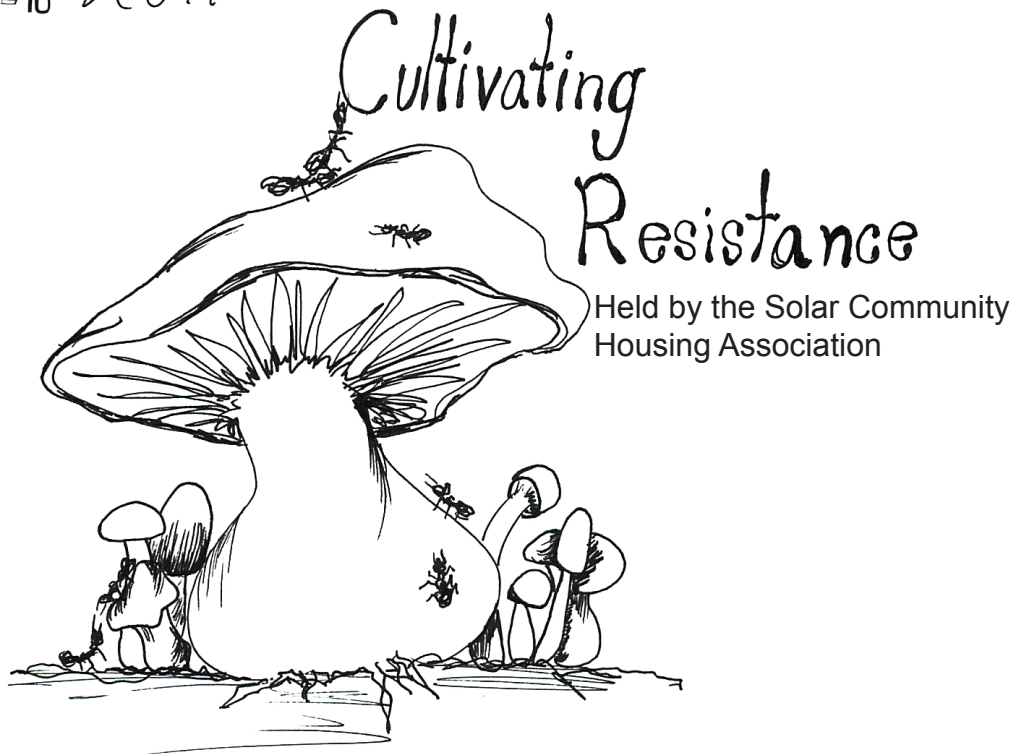 Cultivating
Resistance
Held by the Solar Community
Housing Association